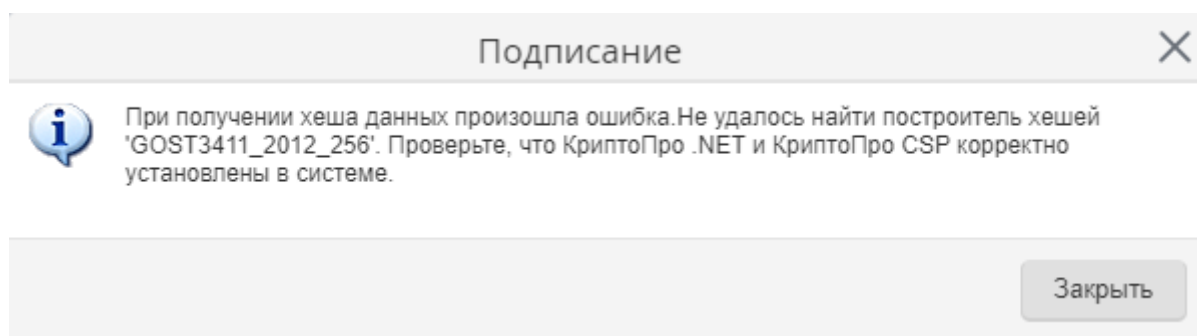 Подписание
При получении хеша данных произошла ошибка.Не удалось найти построитель хешей
'GOST3411_2012_256'. Проверьте, что КриптоПро .NET и КриптоПро CSP корректно
установлены в системе.
Закрыть